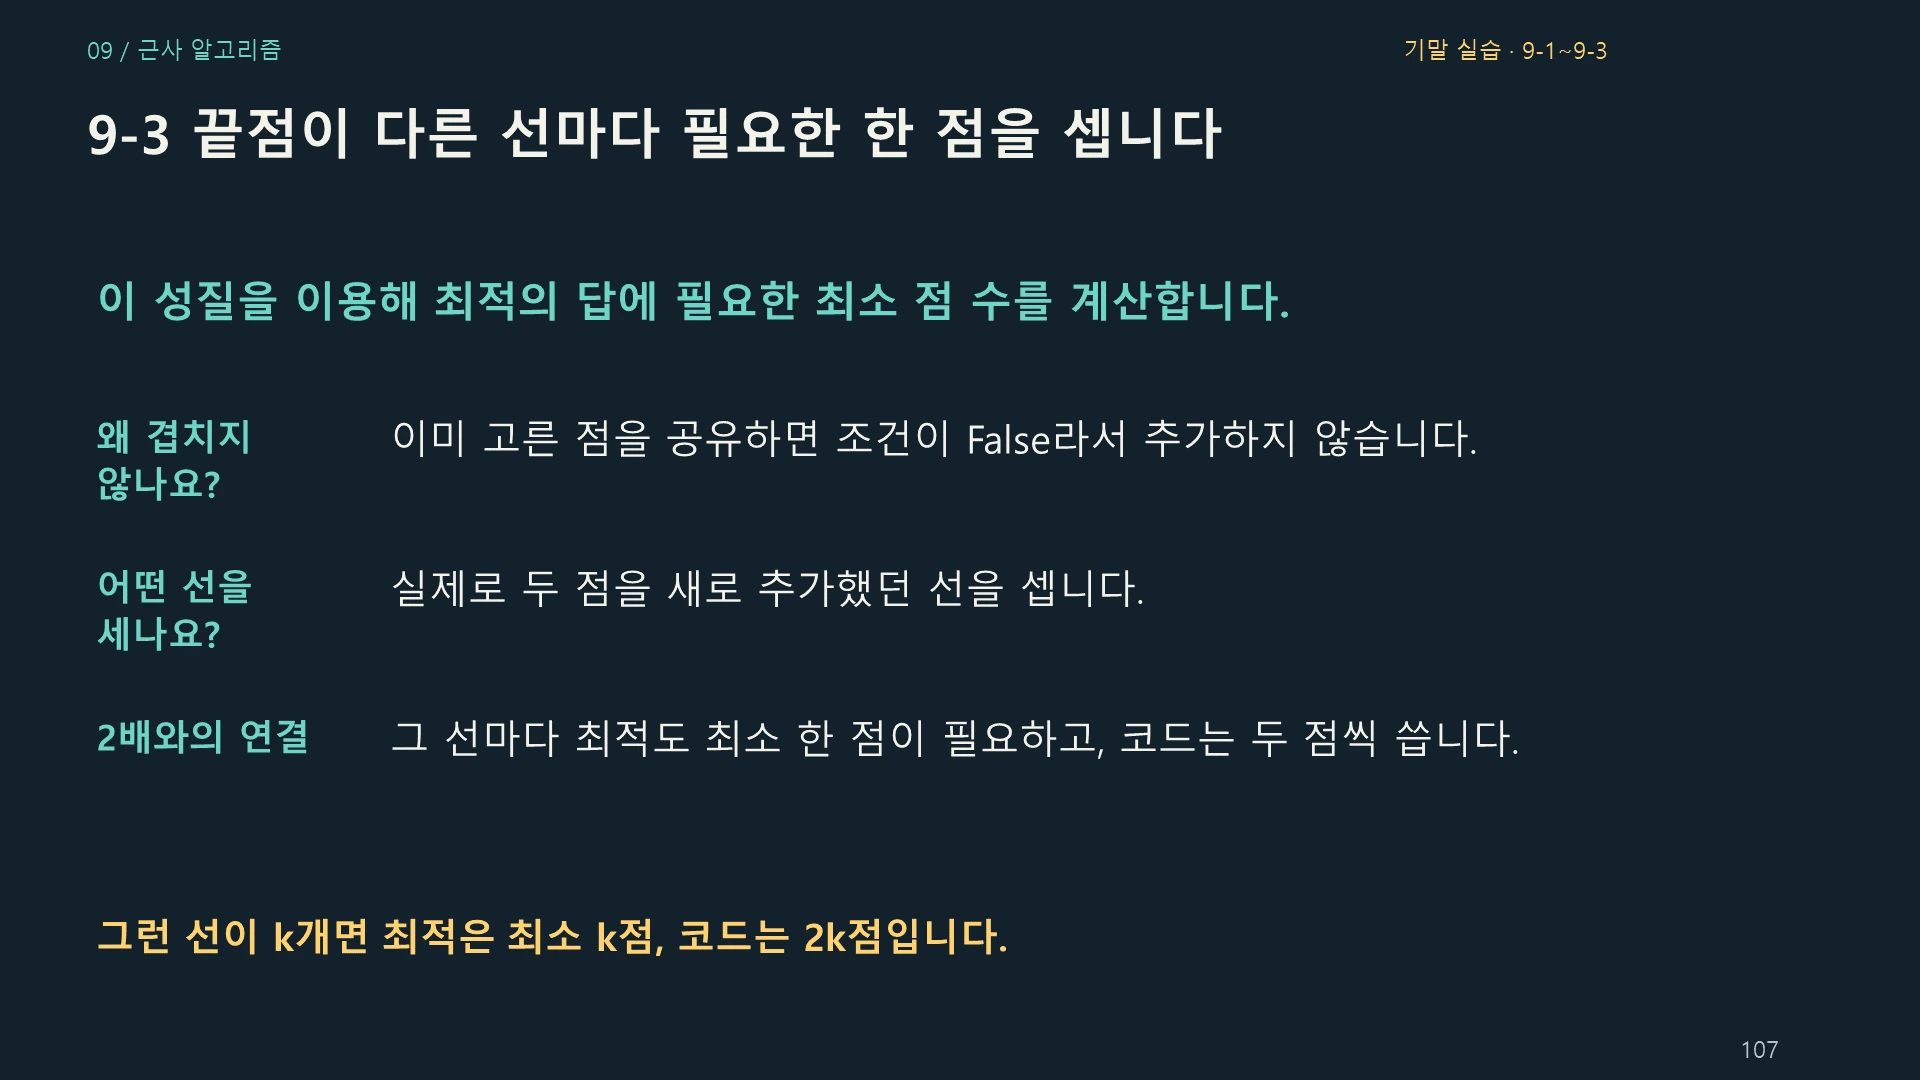 09 / 근사 알고리즘
기말 실습 · 9-1~9-3
9-3 끝점이 다른 선마다 필요한 한 점을 셉니다
이 성질을 이용해 최적의 답에 필요한 최소 점 수를 계산합니다.
왜 겹치지
않나요?
이미 고른 점을 공유하면 조건이 False라서 추가하지 않습니다.
어떤 선을
세나요?
실제로 두 점을 새로 추가했던 선을 셉니다.
2배와의 연결
그 선마다 최적도 최소 한 점이 필요하고, 코드는 두 점씩 씁니다.
그런 선이 k개면 최적은 최소 k점, 코드는 2k점입니다.
107